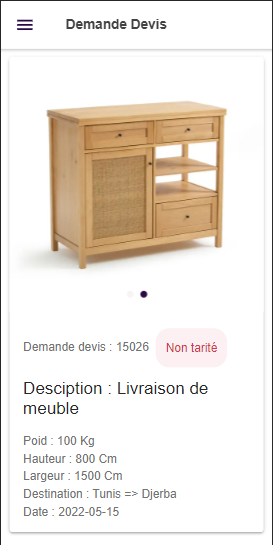 Demande Devis
Demande devis : 15026
Non tarité
Desciption : Livraison de
meuble
Poid : 100 Kg
Hauteur : 800 Cm
Largeur : 1500 Cm
Destination : Tunis => Djerba
Date : 2022-05-15